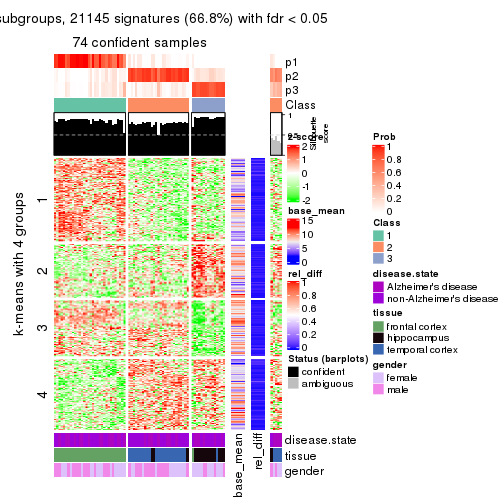 subgroups, 21145 signatures (66.8%) with fdr < 0.05
74 confident samples
p1
p2
p3
Class
1
0.5
0
Silhouette
score
z-score
2
1
0
-1
-2
base_mean
15
10
5
0
rel_diff
1
0.8
0.6
0.4
0.2
0
Status (barplots)
confident
ambiguous
Prob
1
0.8
0.6
0.4
0.2
0
Class
1
2
3
disease.state
Alzheimer's disease
non-Alzheimer's disease
tissue
frontal cortex
hippocampus
temporal cortex
gender
female
male
k-means with 4 groups
1
2
3
4
base_mean
rel_diff
disease.state
tissue
gender